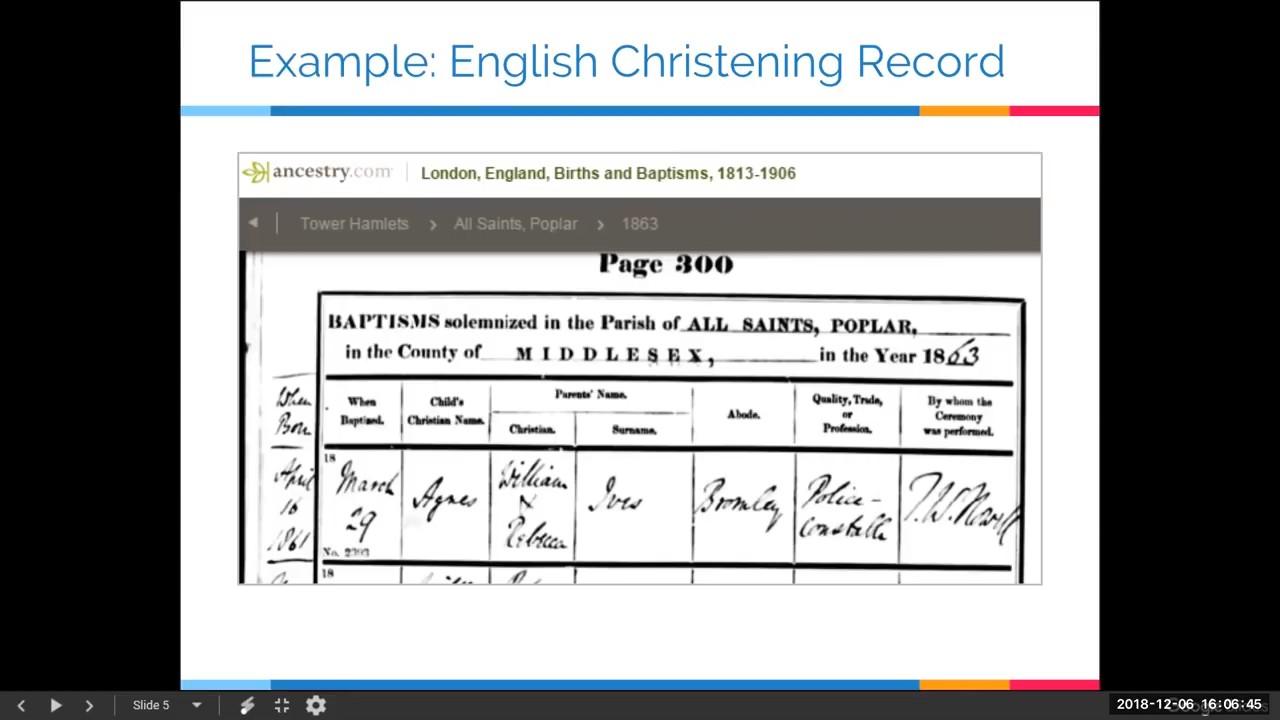 Example: English Christening Record
ancestry.com London, England, Births and Baptisms, 1813-1906
Tower Hamlets › All Saints, Poplar › 1863
Page 300
BAPTISMS solemnized in the Parish of ALL SAINTS, POPLAR,
in the County of MIDDLESEX, in the Year 1863
When Born
When Baptized.
Child's Christian Name.
Parents' Name.
Christian.
Surname.
Abode.
Quality, Trade, or Profession.
By whom the Ceremony was performed.
April 16 1861
18
March 29
No. 2393
Agnes
William & Rebecca
Ives
Bromley
Police-constable
T. W.
18
Slide 5
2018-12-06 16:06:45